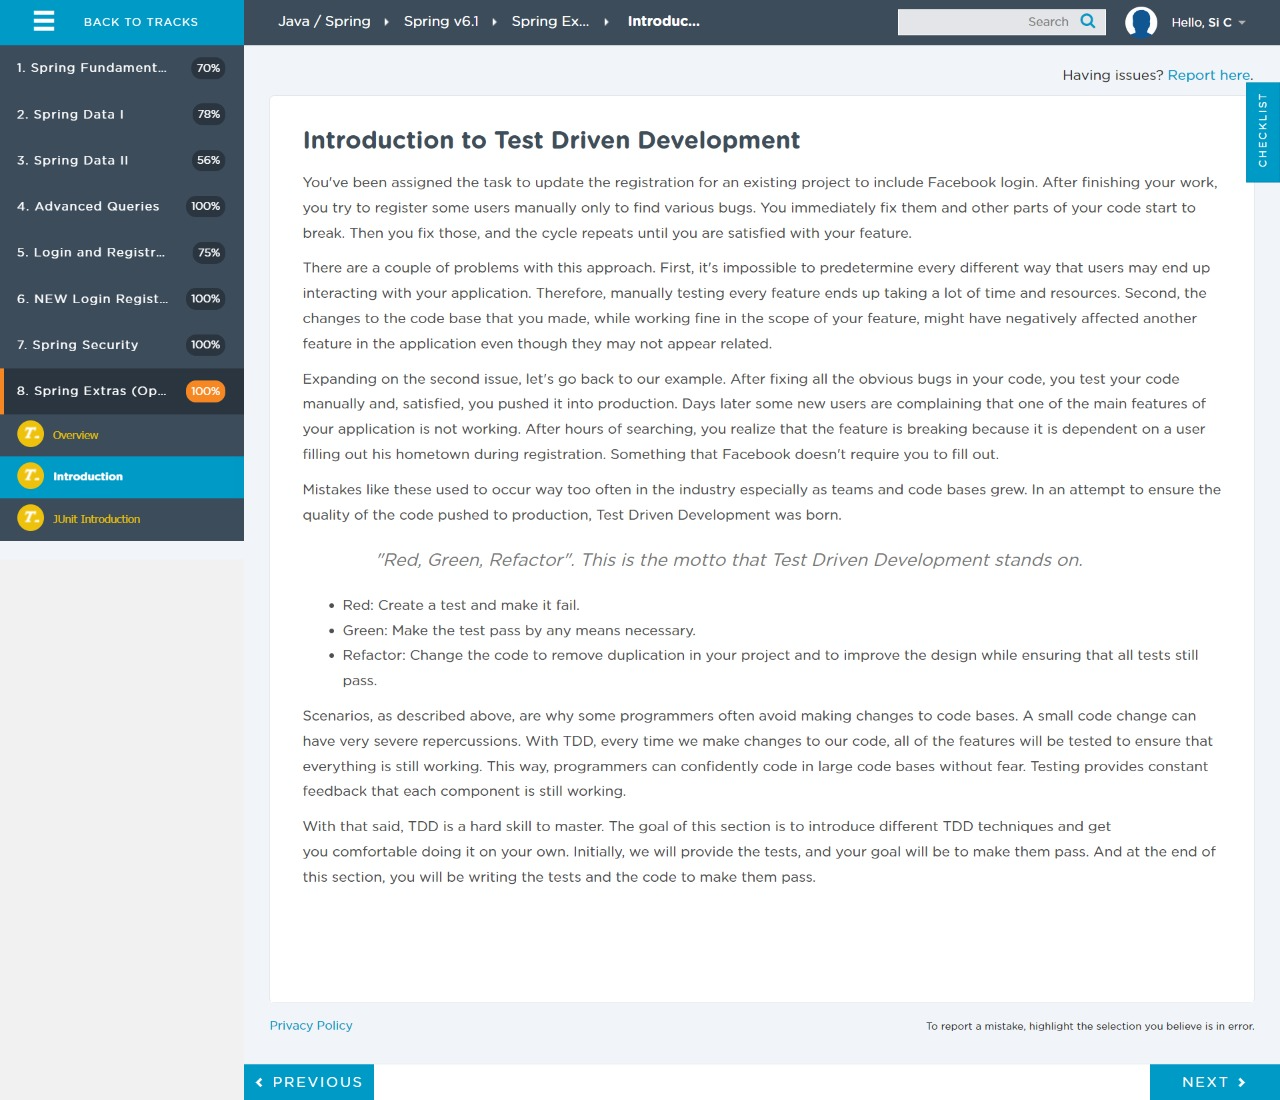 BACK TO TRACKS
Java / Spring
Spring v6.1
Spring Ex...
Introduc...
Search
Hello, Si C
1. Spring Fundament... 70%
2. Spring Data I 78%
3. Spring Data II 56%
4. Advanced Queries 100%
5. Login and Registr... 75%
6. NEW Login Regist... 100%
7. Spring Security 100%
8. Spring Extras (Op... 100%
T. Overview
T. Introduction
T. JUnit Introduction
Having issues? Report here.
CHECKLIST
Introduction to Test Driven Development
You've been assigned the task to update the registration for an existing project to include Facebook login. After finishing your work,
you try to register some users manually only to find various bugs. You immediately fix them and other parts of your code start to
break. Then you fix those, and the cycle repeats until you are satisfied with your feature.
There are a couple of problems with this approach. First, it's impossible to predetermine every different way that users may end up
interacting with your application. Therefore, manually testing every feature ends up taking a lot of time and resources. Second, the
changes to the code base that you made, while working fine in the scope of your feature, might have negatively affected another
feature in the application even though they may not appear related.
Expanding on the second issue, let's go back to our example. After fixing all the obvious bugs in your code, you test your code
manually and, satisfied, you pushed it into production. Days later some new users are complaining that one of the main features of
your application is not working. After hours of searching, you realize that the feature is breaking because it is dependent on a user
filling out his hometown during registration. Something that Facebook doesn't require you to fill out.
Mistakes like these used to occur way too often in the industry especially as teams and code bases grew. In an attempt to ensure the
quality of the code pushed to production, Test Driven Development was born.
"Red, Green, Refactor". This is the motto that Test Driven Development stands on.
• Red: Create a test and make it fail.
• Green: Make the test pass by any means necessary.
• Refactor: Change the code to remove duplication in your project and to improve the design while ensuring that all tests still
pass.
Scenarios, as described above, are why some programmers often avoid making changes to code bases. A small code change can
have very severe repercussions. With TDD, every time we make changes to our code, all of the features will be tested to ensure that
everything is still working. This way, programmers can confidently code in large code bases without fear. Testing provides constant
feedback that each component is still working.
With that said, TDD is a hard skill to master. The goal of this section is to introduce different TDD techniques and get
you comfortable doing it on your own. Initially, we will provide the tests, and your goal will be to make them pass. And at the end of
this section, you will be writing the tests and the code to make them pass.
Privacy Policy
To report a mistake, highlight the selection you believe is in error.
PREVIOUS
NEXT